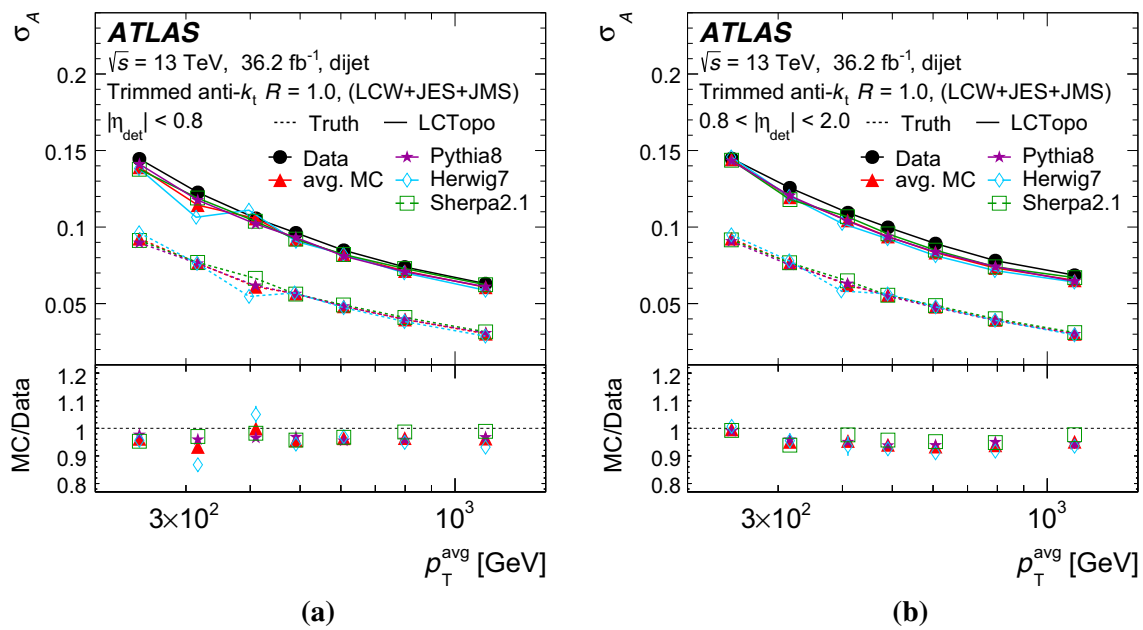 σ_A
ATLAS
√s = 13 TeV, 36.2 fb⁻¹, dijet
Trimmed anti-kₜ R = 1.0, (LCW+JES+JMS)
|η_det| < 0.8
Truth
LCTopo
Data
Pythia8
avg. MC
Herwig7
Sherpa2.1
0.2
0.15
0.1
0.05
MC/Data
1.2
1.1
1
0.9
0.8
3×10²
10³
p_T^avg [GeV]
(a)
σ_A
ATLAS
√s = 13 TeV, 36.2 fb⁻¹, dijet
Trimmed anti-kₜ R = 1.0, (LCW+JES+JMS)
0.8 < |η_det| < 2.0
Truth
LCTopo
Data
Pythia8
avg. MC
Herwig7
Sherpa2.1
0.2
0.15
0.1
0.05
MC/Data
1.2
1.1
1
0.9
0.8
3×10²
10³
p_T^avg [GeV]
(b)